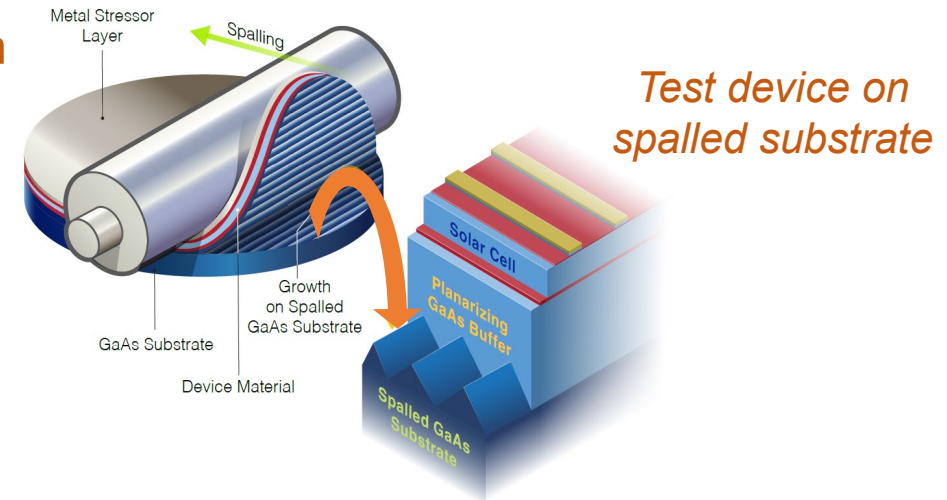 Metal Stressor
Layer
n
Spalling
Test device on
spalled substrate
Solar Cell
Planarizing
GaAs Buffer
Growth
on Spalled
GaAs Substrate
GaAs Substrate
Device Material
Spalled GaAs
Substrate